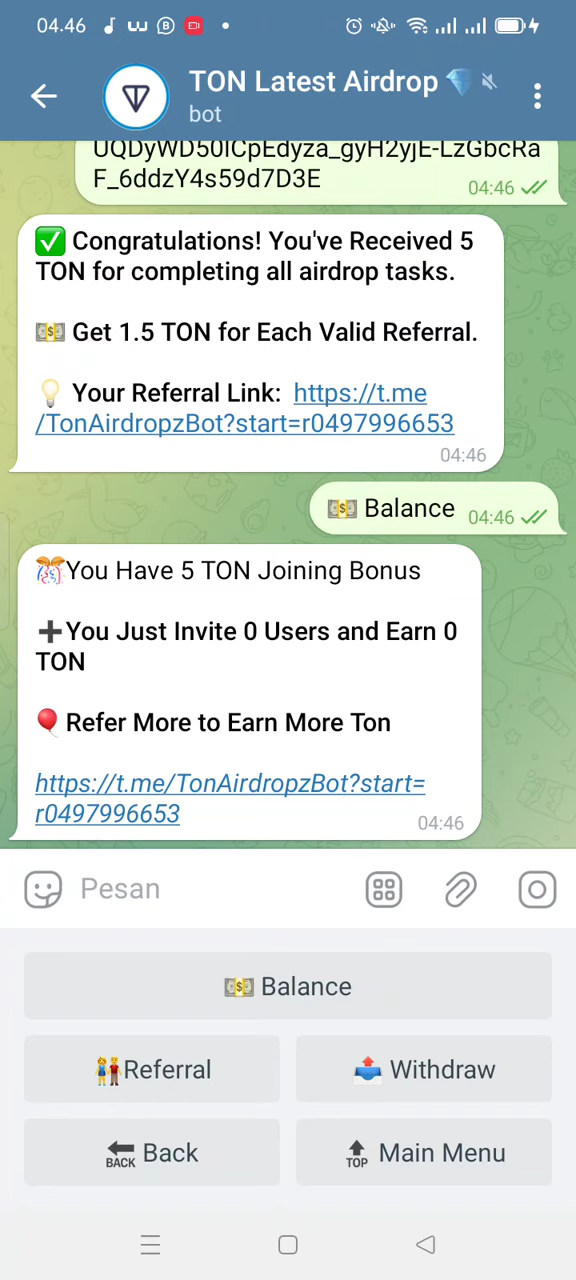 04.46
TON Latest Airdrop 💎
bot
UQDyWD50ICpEdyza_gyH2yjE-LzGbcRa
F_6ddzY4s59d7D3E
04:46
✅ Congratulations! You've Received 5
TON for completing all airdrop tasks.
💵 Get 1.5 TON for Each Valid Referral.
💡 Your Referral Link: https://t.me
/TonAirdropzBot?start=r0497996653
04:46
💵 Balance
04:46
🎊You Have 5 TON Joining Bonus
➕You Just Invite 0 Users and Earn 0
TON
🎈 Refer More to Earn More Ton
https://t.me/TonAirdropzBot?start=
r0497996653
04:46
Pesan
💵 Balance
👫Referral
📤 Withdraw
🔙 Back
🔝 Main Menu